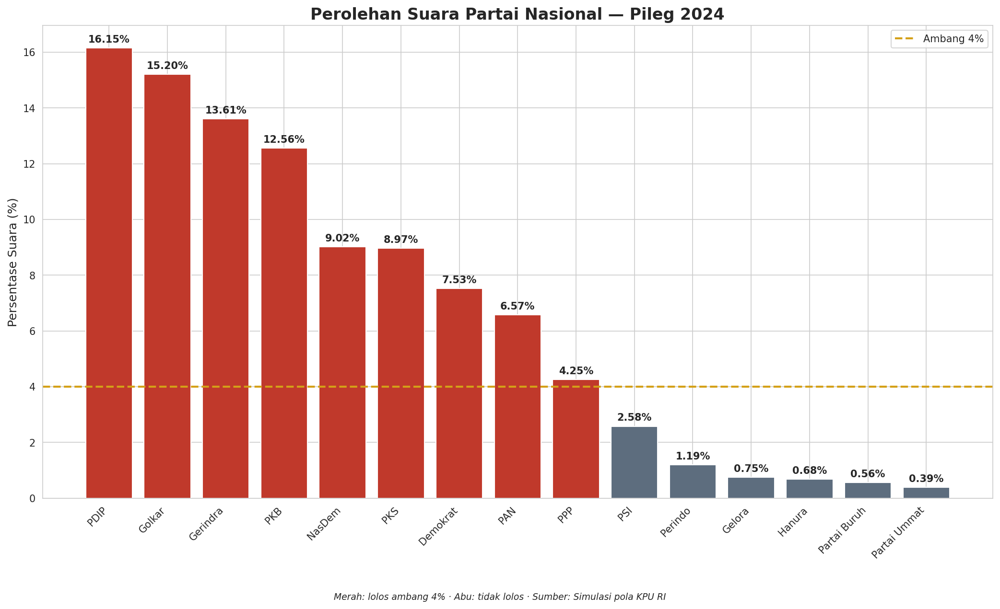 Perolehan Suara Partai Nasional — Pileg 2024
Ambang 4%
Persentase Suara (%)
16
14
12
10
8
6
4
2
0
16.15%
15.20%
13.61%
12.56%
9.02%
8.97%
7.53%
6.57%
4.25%
2.58%
1.19%
0.75%
0.68%
0.56%
0.39%
PDIP
Golkar
Gerindra
PKB
NasDem
PKS
Demokrat
PAN
PPP
PSI
Perindo
Gelora
Hanura
Partai Buruh
Partai Ummat
Merah: lolos ambang 4% · Abu: tidak lolos · Sumber: Simulasi pola KPU RI